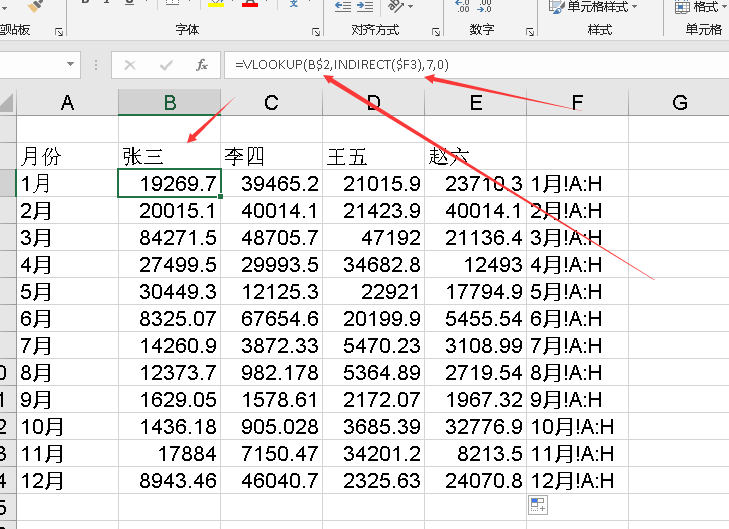 单元格样式 格式
剪贴板 字体 对齐方式 数字 样式 单元格
fx =VLOOKUP(B$2,INDIRECT($F3),7,0)
A B C D E F G
月份 张三 李四 王五 赵六
1月 19269.7 39465.2 21015.9 23710.3 1月!A:H
2月 20015.1 40014.1 21423.9 40014.1 2月!A:H
3月 84271.5 48705.7 47192 21136.4 3月!A:H
4月 27499.5 29993.5 34682.8 12493 4月!A:H
5月 30449.3 12125.3 22921 17794.9 5月!A:H
6月 8325.07 67654.6 20199.9 5455.54 6月!A:H
7月 14260.9 3872.33 5470.23 3108.99 7月!A:H
0 8月 12373.7 982.178 5364.89 2719.54 8月!A:H
1 9月 1629.05 1578.61 2172.07 1967.32 9月!A:H
2 10月 1436.18 905.028 3685.39 32776.9 10月!A:H
3 11月 17884 7150.47 34201.2 8213.5 11月!A:H
4 12月 8943.46 46040.7 2325.63 24070.8 12月!A:H
5